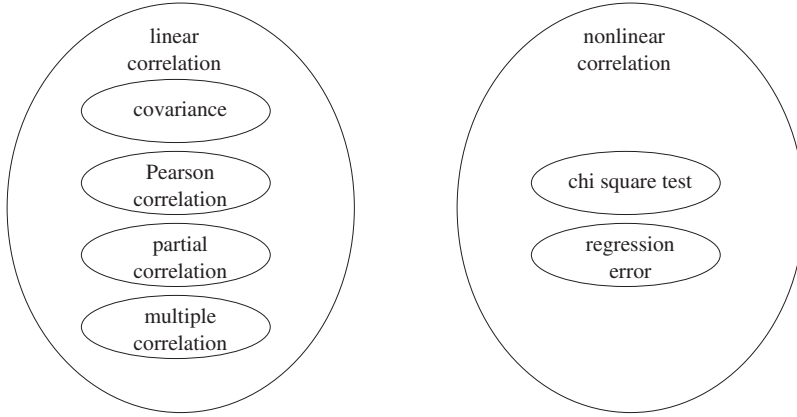 linear
correlation
covariance
Pearson
correlation
partial
correlation
multiple
correlation
nonlinear
correlation
chi square test
regression
error